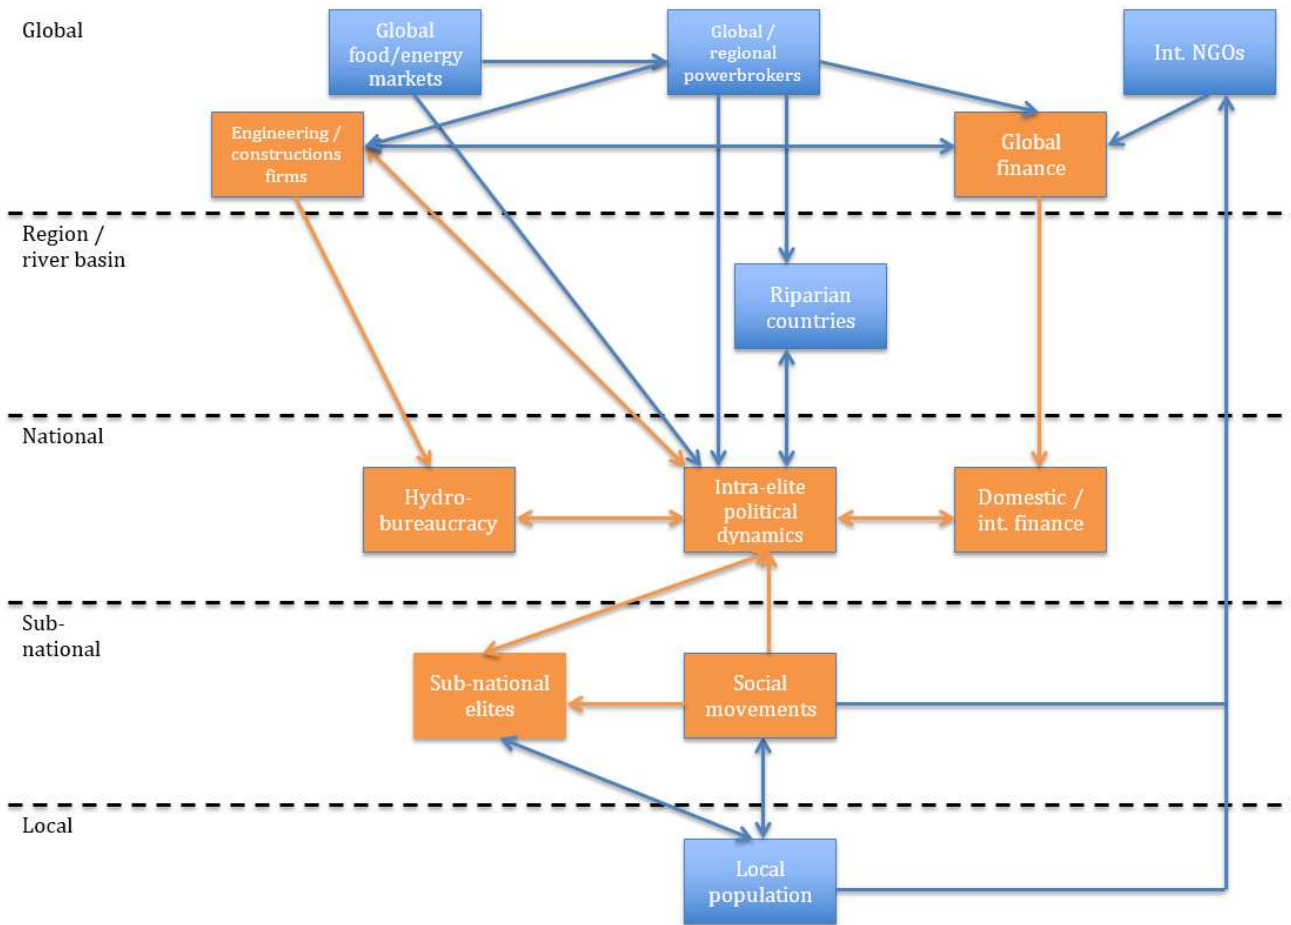 Global
Global
food/energy
markets
Global /
regional
powerbrokers
Int. NGOs
Engineering /
constructions
firms
Global
finance
Region /
river basin
Riparian
countries
National
Hydro-
bureaucracy
Intra-elite
political
dynamics
Domestic /
int. finance
Sub-
national
Sub-national
elites
Social
movements
Local
Local
population